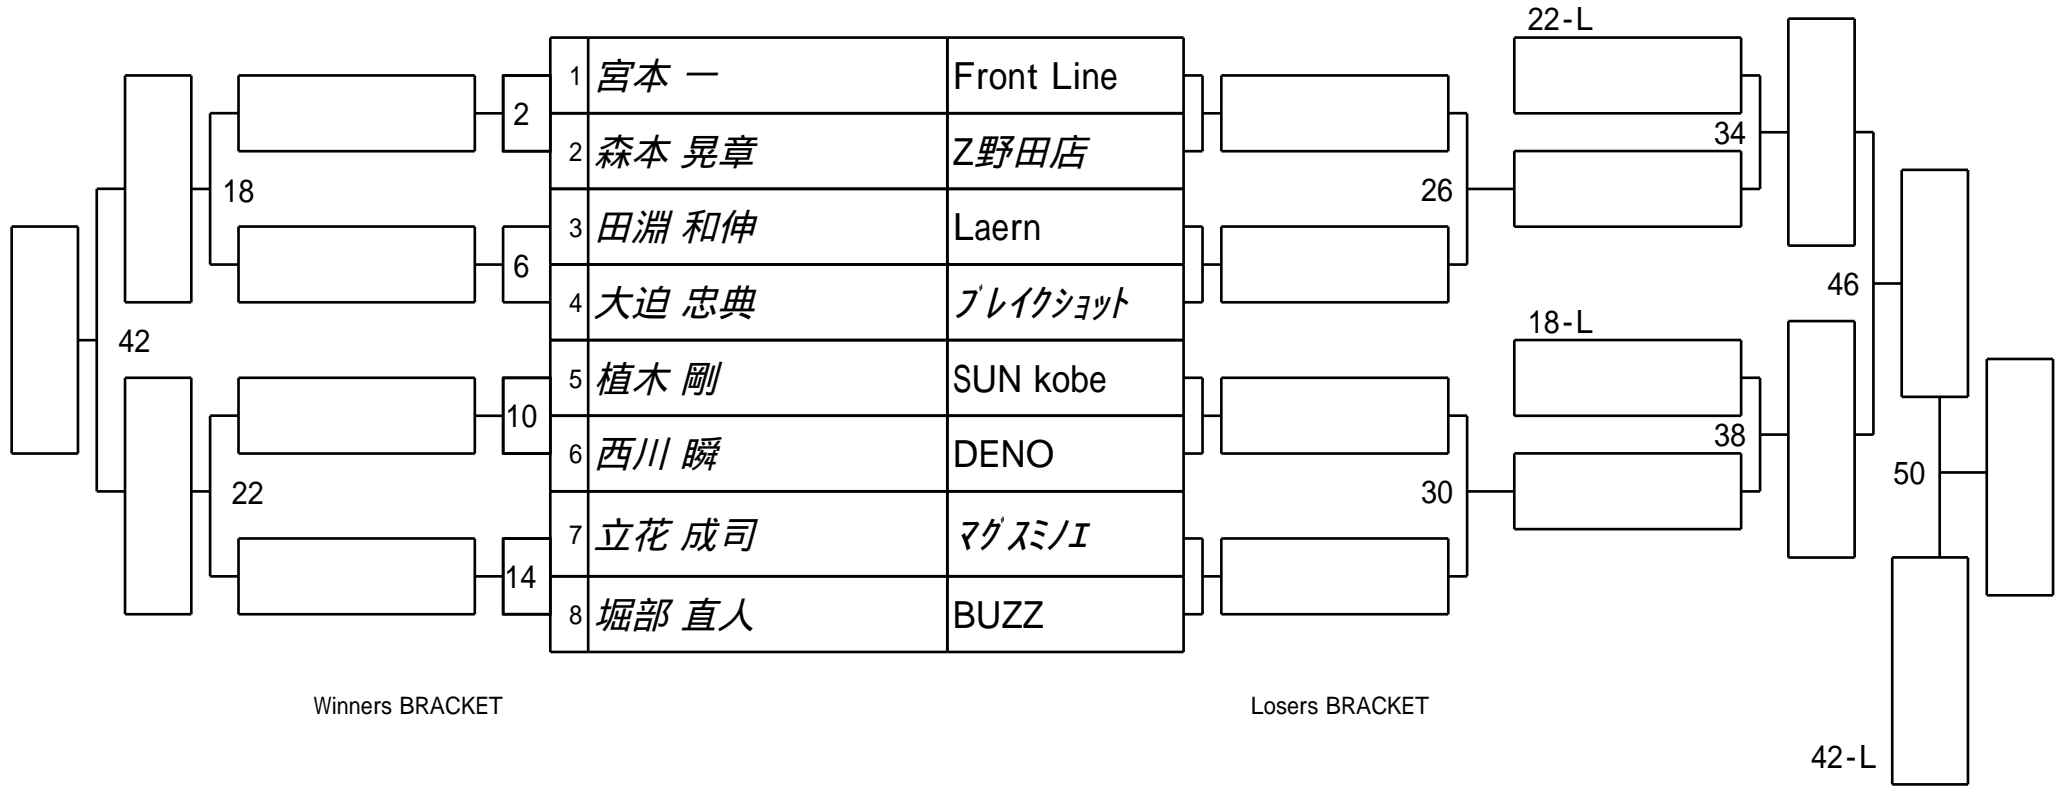 22-L
1 宮本 一 Front Line
2
2 森本 晃章 Z野田店
34
18
26
3 田淵 和伸 Laern
6
4 大迫 忠典 ﾌﾞﾚｲｸｼｮｯﾄ
46
42
18-L
5 植木 剛 SUN kobe
10
38
6 西川 瞬 DENO
22
30
50
7 立花 成司 ﾏｸﾞｽﾐﾉｴ
14
8 堀部 直人 BUZZ
Winners BRACKET
Losers BRACKET
42-L